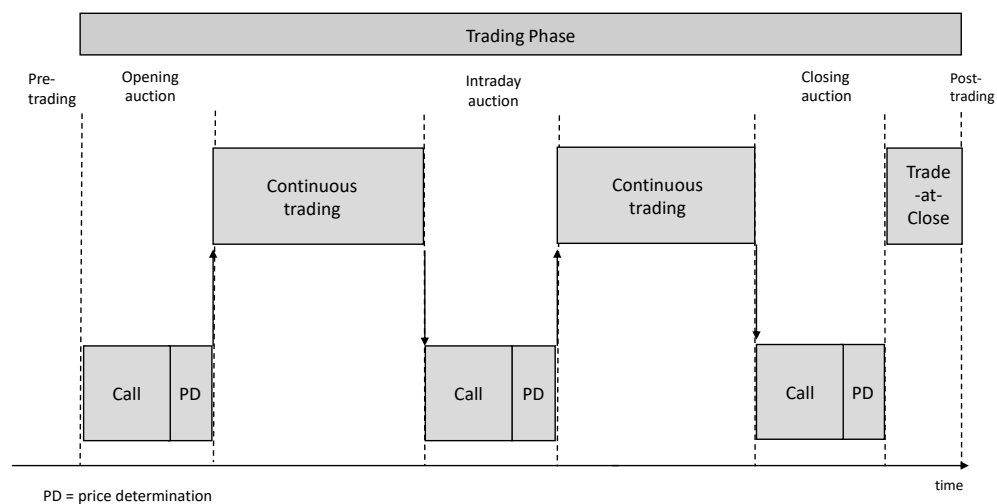 Trading Phase
Pre-
trading
Opening
auction
Intraday
auction
Closing
auction
Post-
trading
Continuous
trading
Continuous
trading
Trade
-at-
Close
Call
PD
Call
PD
Call
PD
time
PD = price determination